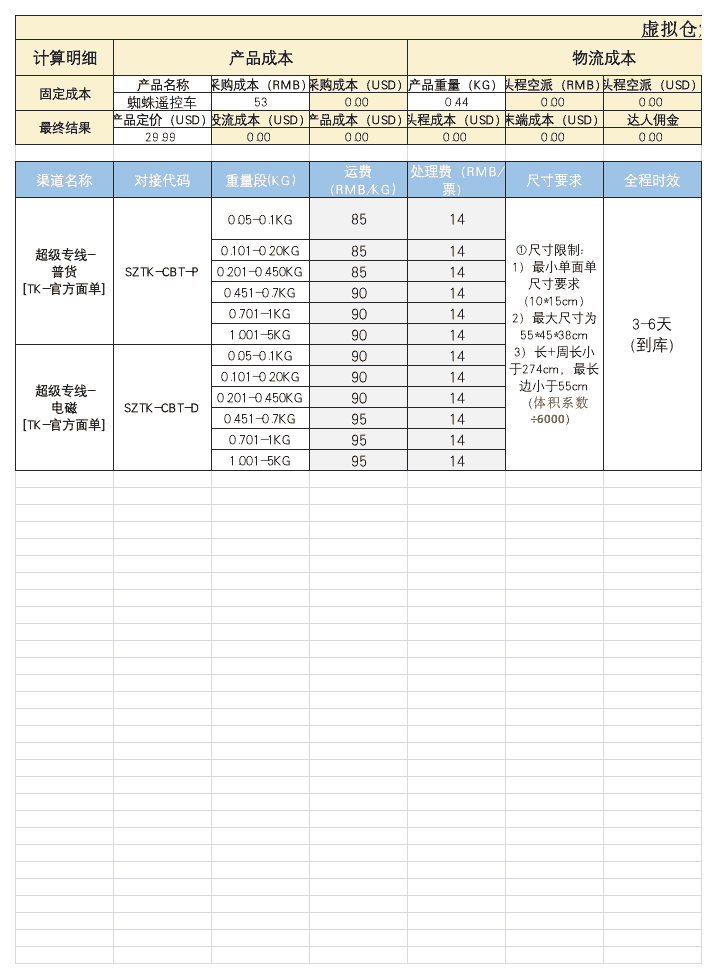 虚拟仓
计算明细 产品成本 物流成本
固定成本 产品名称 采购成本（RMB） 采购成本（USD） 产品重量（KG） 头程空派（RMB） 头程空派（USD）
蜘蛛遥控车 53 0.00 0.44 0.00 0.00
最终结果 产品定价（USD） 投流成本（USD） 产品成本（USD） 头程成本（USD） 末端成本（USD） 达人佣金
29.99 0.00 0.00 0.00 0.00 0.00
渠道名称 对接代码 重量段(KG) 运费（RMB/KG） 处理费（RMB/票） 尺寸要求 全程时效
超级专线-
普货
[TK-官方面单]
SZTK-CBT-P
0.05-0.1KG 85 14
0.101-0.20KG 85 14
0.201-0.450KG 85 14
0.451-0.7KG 90 14
0.701-1KG 90 14
1.001-5KG 90 14
超级专线-
电磁
[TK-官方面单]
SZTK-CBT-D
0.05-0.1KG 90 14
0.101-0.20KG 90 14
0.201-0.450KG 90 14
0.451-0.7KG 95 14
0.701-1KG 95 14
1.001-5KG 95 14
①尺寸限制：
1）最小单面单
尺寸要求
（10*15cm）
2）最大尺寸为
55*45*38cm
3）长+周长小
于274cm，最长
边小于55cm
（体积系数
÷6000）
3-6天
(到库)